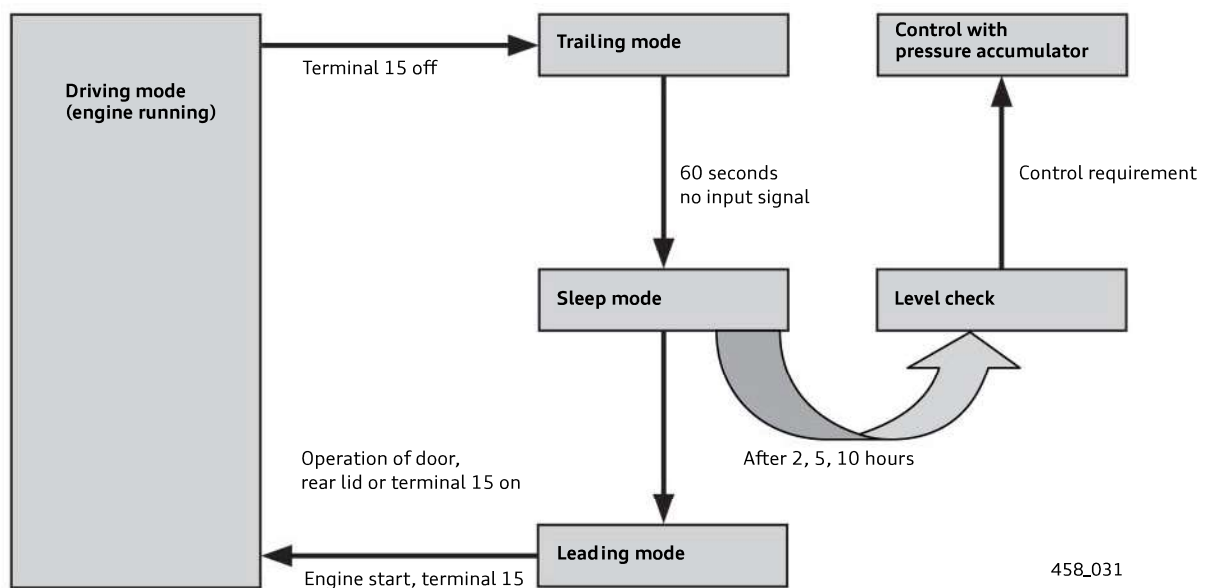 Driving mode
(engine running)
Terminal 15 off
Trailing mode
Control with
pressure accumulator
60 seconds
no input signal
Control requirement
Sleep mode
Level check
Operation of door,
rear lid or terminal 15 on
After 2, 5, 10 hours
Leading mode
Engine start, terminal 15
458_031